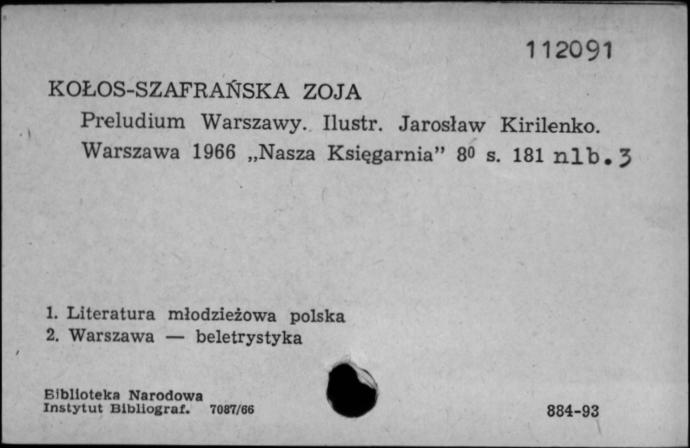 112091
KOŁOS-SZAFRAŃSKA ZOJA
Preludium Warszawy. Ilustr. Jarosław Kirilenko.
Warszawa 1966 „Nasza Księgarnia” 8⁰ s. 181 nlb. 3
1. Literatura młodzieżowa polska
2. Warszawa — beletrystyka
Biblioteka Narodowa
Instytut Bibliograf. 7087/66
884-93